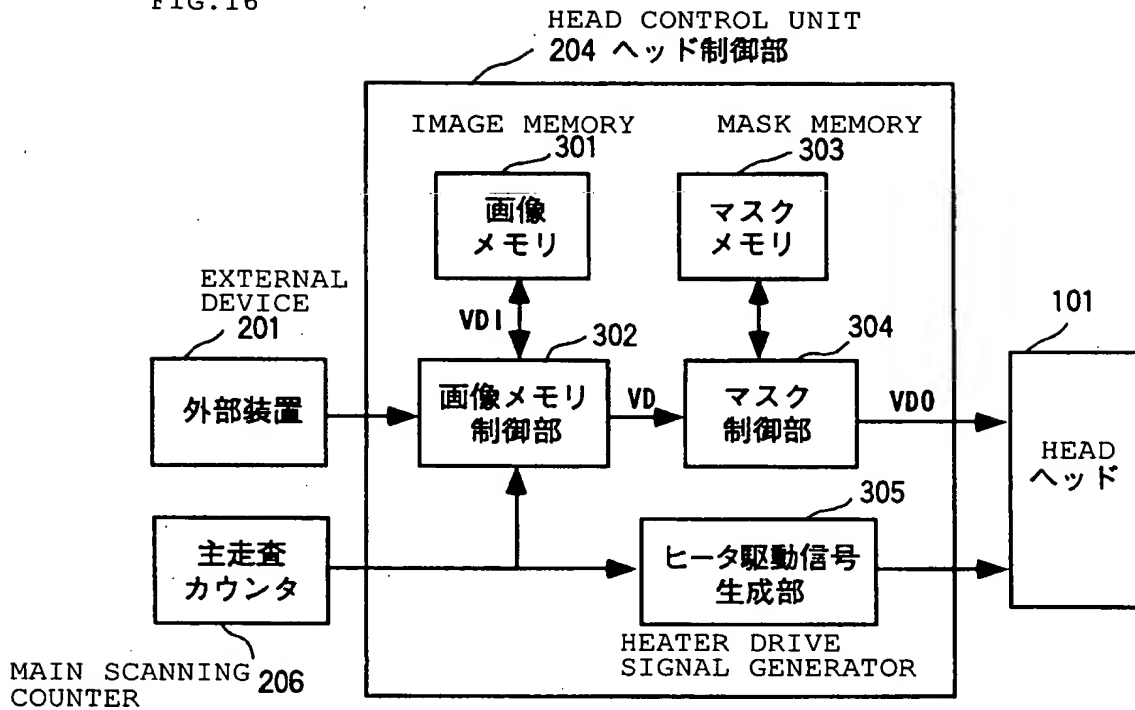 FIG.16
HEAD CONTROL UNIT
204 ヘッド制御部
IMAGE MEMORY
301
MASK MEMORY
303
画像
メモリ
マスク
メモリ
EXTERNAL
DEVICE
201
VDI
302
304
101
外部装置
画像メモリ
制御部
VD
マスク
制御部
VDO
HEAD
ヘッド
305
主走査
カウンタ
ヒータ駆動信号
生成部
HEATER DRIVE
SIGNAL GENERATOR
MAIN SCANNING
COUNTER
206